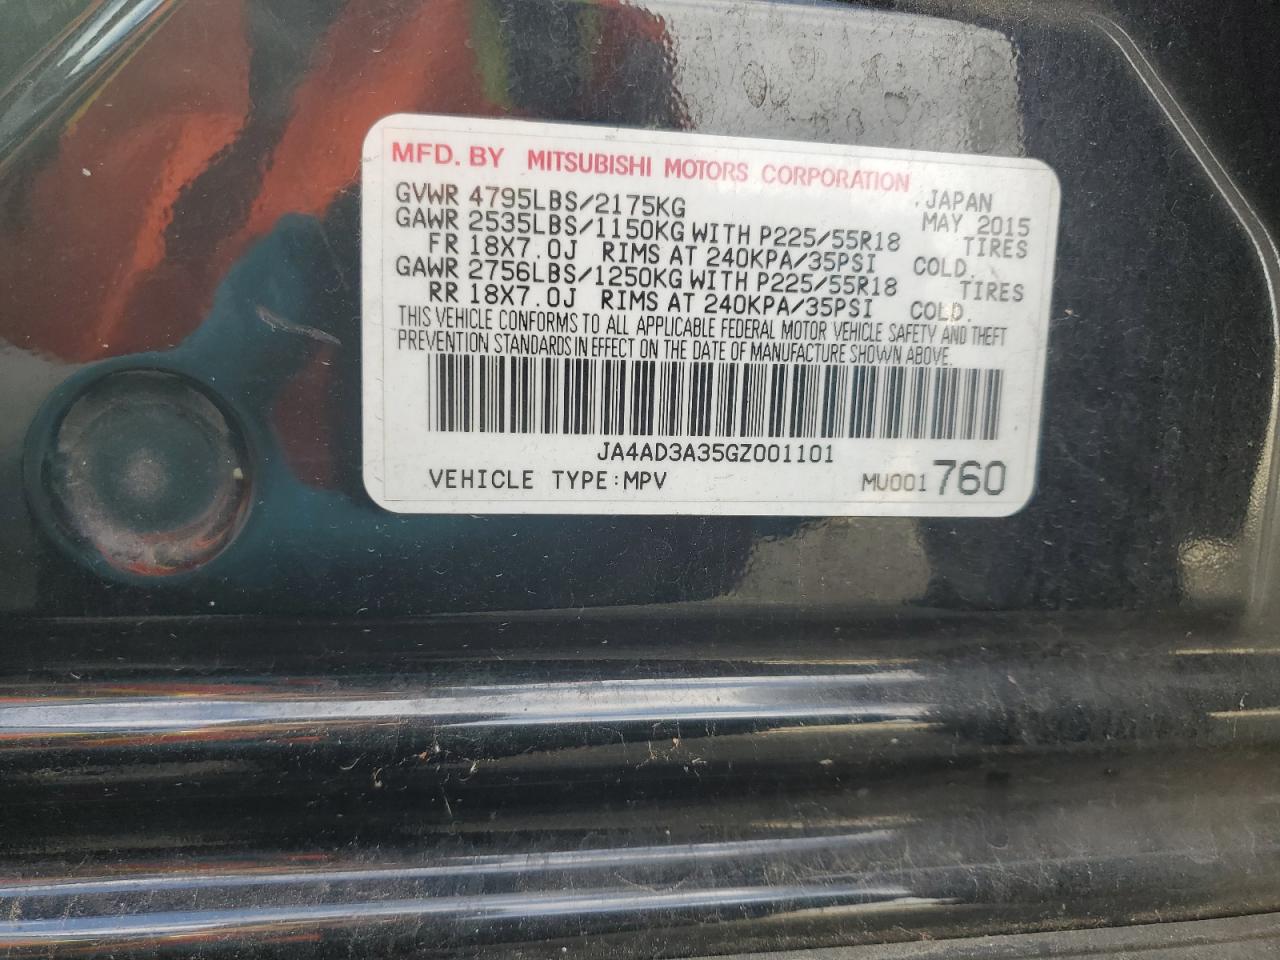 MFD. BY MITSUBISHI MOTORS CORPORATION
JAPAN
GVWR 4795LBS/2175KG MAY 2015
GAWR 2535LBS/1150KG WITH P225/55R18 TIRES
FR 18X7.0J RIMS AT 240KPA/35PSI COLD.
GAWR 2756LBS/1250KG WITH P225/55R18 TIRES
RR 18X7.0J RIMS AT 240KPA/35PSI COLD.
THIS VEHICLE CONFORMS TO ALL APPLICABLE FEDERAL MOTOR VEHICLE SAFETY AND THEFT
PREVENTION STANDARDS IN EFFECT ON THE DATE OF MANUFACTURE SHOWN ABOVE.
JA4AD3A35GZ001101
VEHICLE TYPE:MPV MU001760